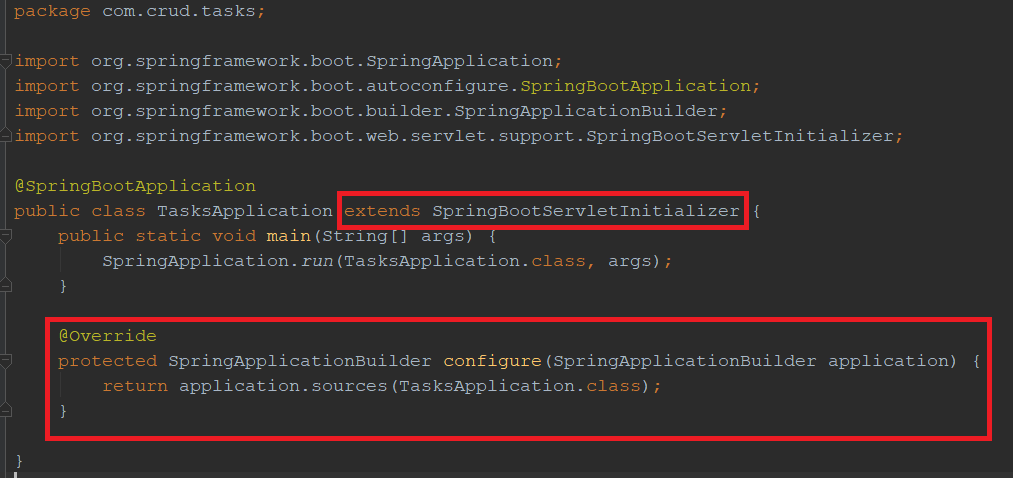 package com.crud.tasks;
import org.springframework.boot.SpringApplication;
import org.springframework.boot.autoconfigure.SpringBootApplication;
import org.springframework.boot.builder.SpringApplicationBuilder;
import org.springframework.boot.web.servlet.support.SpringBootServletInitializer;
@SpringBootApplication
public class TasksApplication extends SpringBootServletInitializer {
    public static void main(String[] args) {
        SpringApplication.run(TasksApplication.class, args);
    }
    @Override
    protected SpringApplicationBuilder configure(SpringApplicationBuilder application) {
        return application.sources(TasksApplication.class);
    }
}